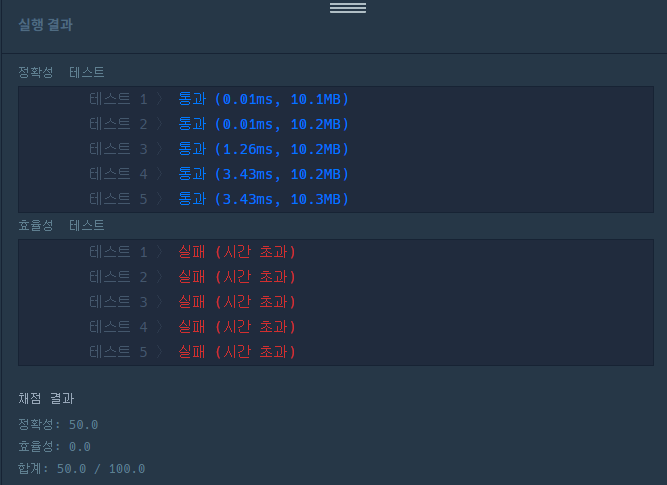 실행 결과
정확성 테스트
테스트 1 〉 통과 (0.01ms, 10.1MB)
테스트 2 〉 통과 (0.01ms, 10.2MB)
테스트 3 〉 통과 (1.26ms, 10.2MB)
테스트 4 〉 통과 (3.43ms, 10.2MB)
테스트 5 〉 통과 (3.43ms, 10.3MB)
효율성 테스트
테스트 1 〉 실패 (시간 초과)
테스트 2 〉 실패 (시간 초과)
테스트 3 〉 실패 (시간 초과)
테스트 4 〉 실패 (시간 초과)
테스트 5 〉 실패 (시간 초과)
채점 결과
정확성: 50.0
효율성: 0.0
합계: 50.0 / 100.0